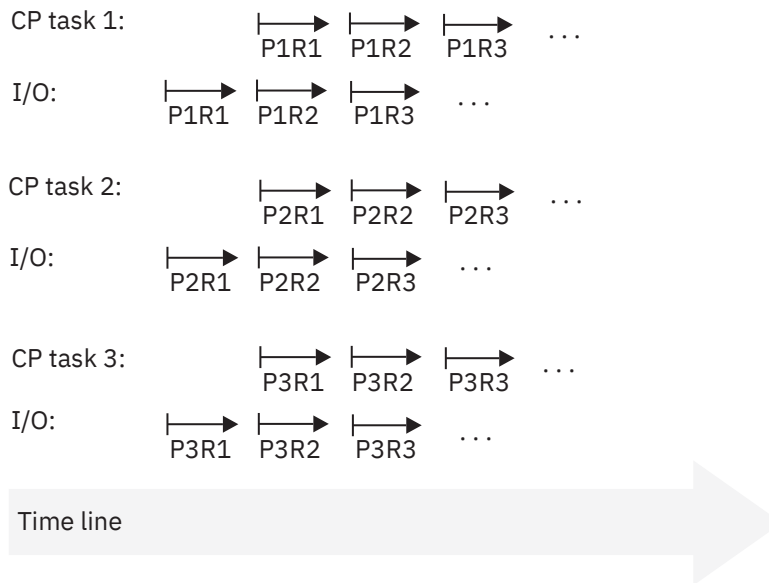 CP task 1:
P1R1 P1R2 P1R3 ...
I/O:
P1R1 P1R2 P1R3 ...
CP task 2:
P2R1 P2R2 P2R3 ...
I/O:
P2R1 P2R2 P2R3 ...
CP task 3:
P3R1 P3R2 P3R3 ...
I/O:
P3R1 P3R2 P3R3 ...
Time line